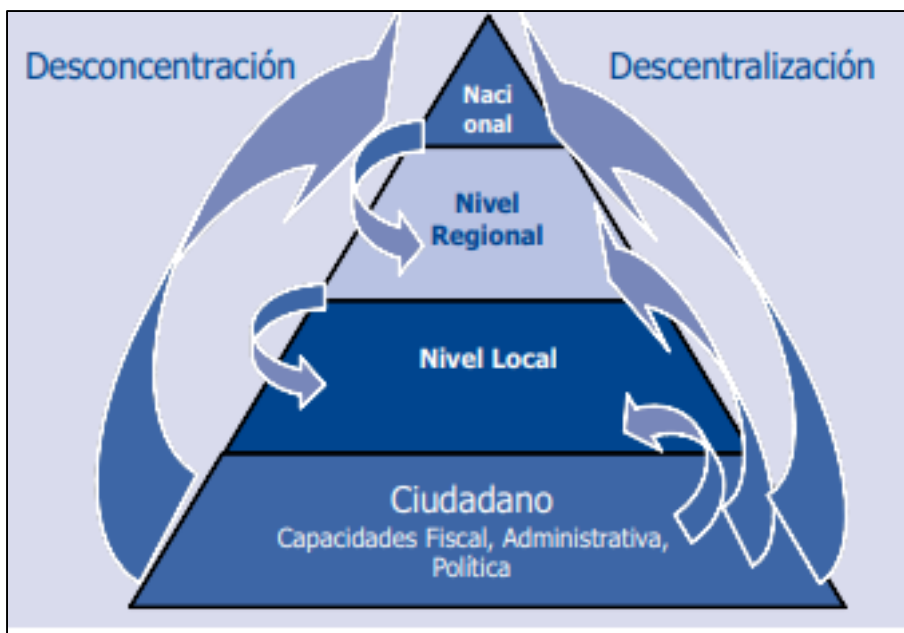 Desconcentración
Descentralización
Naci
onal
Nivel
Regional
Nivel Local
Ciudadano
Capacidades Fiscal, Administrativa,
Política